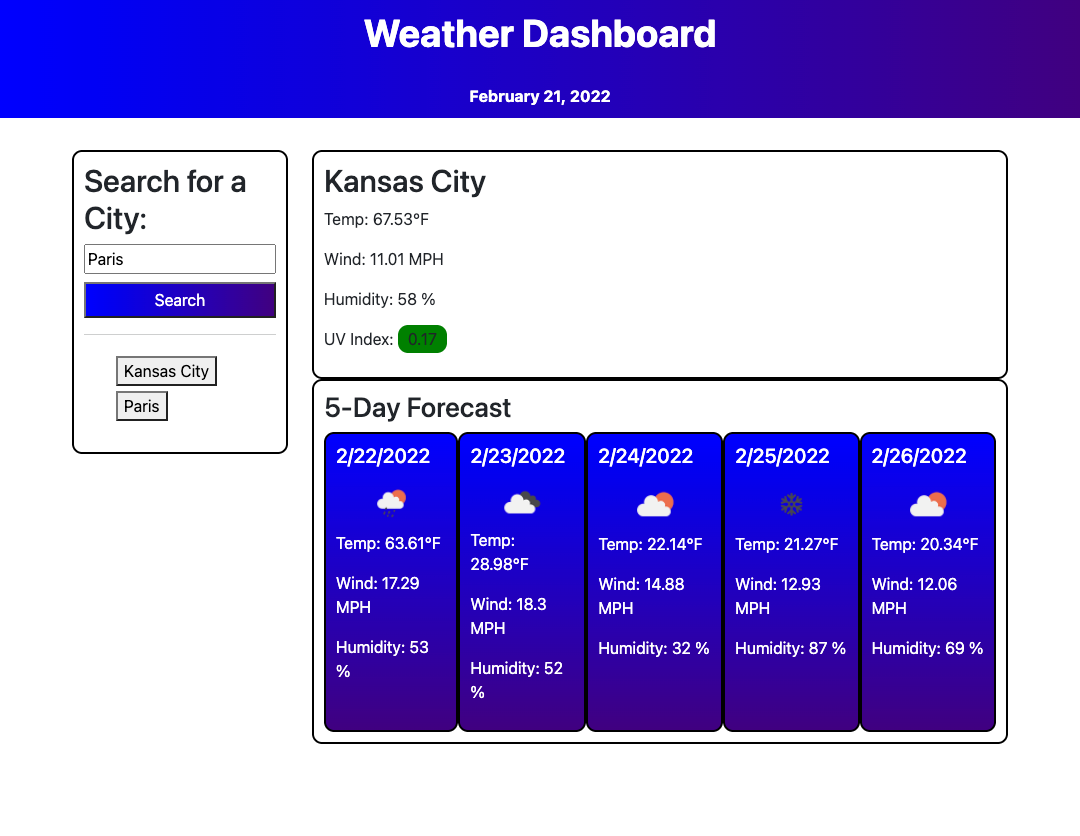 Weather Dashboard
February 21, 2022
Search for a
City:
Paris
Search
Kansas City
Paris
Kansas City
Temp: 67.53°F
Wind: 11.01 MPH
Humidity: 58 %
UV Index: 0.17
5-Day Forecast
2/22/2022
Temp: 63.61°F
Wind: 17.29
MPH
Humidity: 53
%
2/23/2022
Temp:
28.98°F
Wind: 18.3
MPH
Humidity: 52
%
2/24/2022
Temp: 22.14°F
Wind: 14.88
MPH
Humidity: 32 %
2/25/2022
Temp: 21.27°F
Wind: 12.93
MPH
Humidity: 87 %
2/26/2022
Temp: 20.34°F
Wind: 12.06
MPH
Humidity: 69 %